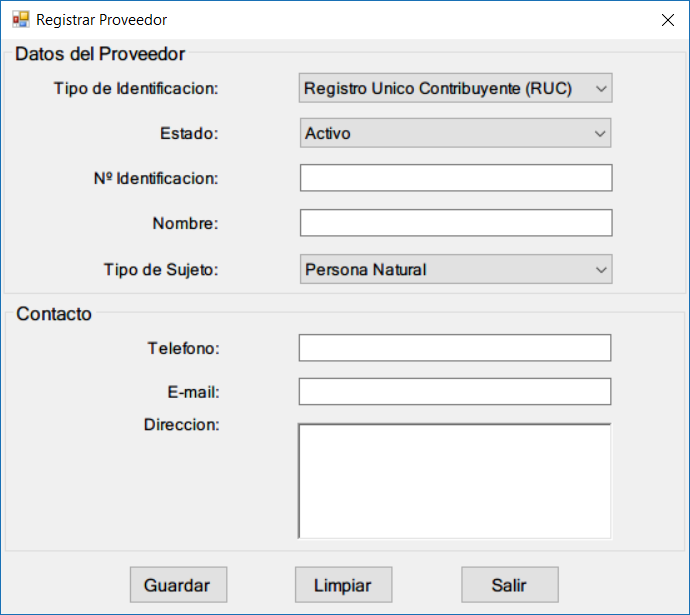 Registrar Proveedor
Datos del Proveedor
Tipo de Identificacion: Registro Unico Contribuyente (RUC)
Estado: Activo
Nº Identificacion:
Nombre:
Tipo de Sujeto: Persona Natural
Contacto
Telefono:
E-mail:
Direccion:
Guardar Limpiar Salir